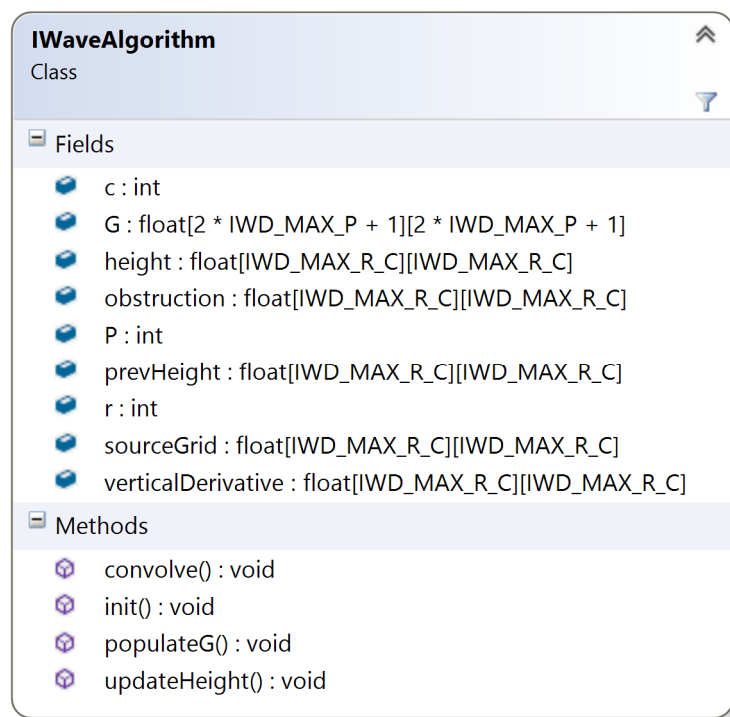 IWaveAlgorithm
Class
Fields
c : int
G : float[2 * IWD_MAX_P + 1][2 * IWD_MAX_P + 1]
height : float[IWD_MAX_R_C][IWD_MAX_R_C]
obstruction : float[IWD_MAX_R_C][IWD_MAX_R_C]
P : int
prevHeight : float[IWD_MAX_R_C][IWD_MAX_R_C]
r : int
sourceGrid : float[IWD_MAX_R_C][IWD_MAX_R_C]
verticalDerivative : float[IWD_MAX_R_C][IWD_MAX_R_C]
Methods
convolve() : void
init() : void
populateG() : void
updateHeight() : void